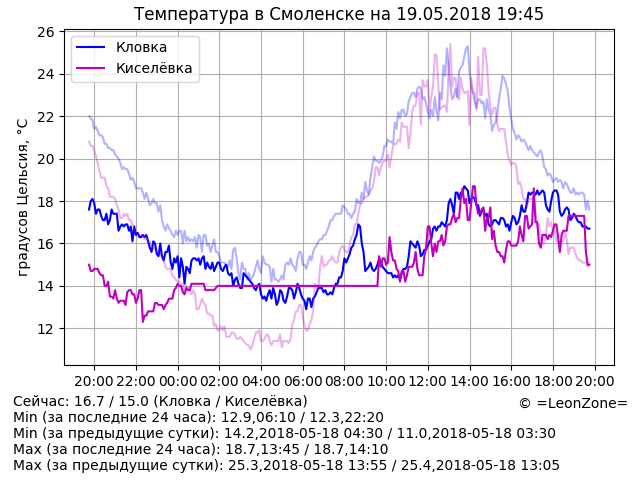 Температура в Смоленске на 19.05.2018 19:45
26
24
22
20
18
16
14
12
градусов Цельсия, °C
Кловка
Киселёвка
20:00 22:00 00:00 02:00 04:00 06:00 08:00 10:00 12:00 14:00 16:00 18:00 20:00
Сейчас: 16.7 / 15.0 (Кловка / Киселёвка)
© =LeonZone=
Min (за последние 24 часа): 12.9,06:10 / 12.3,22:20
Min (за предыдущие сутки): 14.2,2018-05-18 04:30 / 11.0,2018-05-18 03:30
Max (за последние 24 часа): 18.7,13:45 / 18.7,14:10
Max (за предыдущие сутки): 25.3,2018-05-18 13:55 / 25.4,2018-05-18 13:05